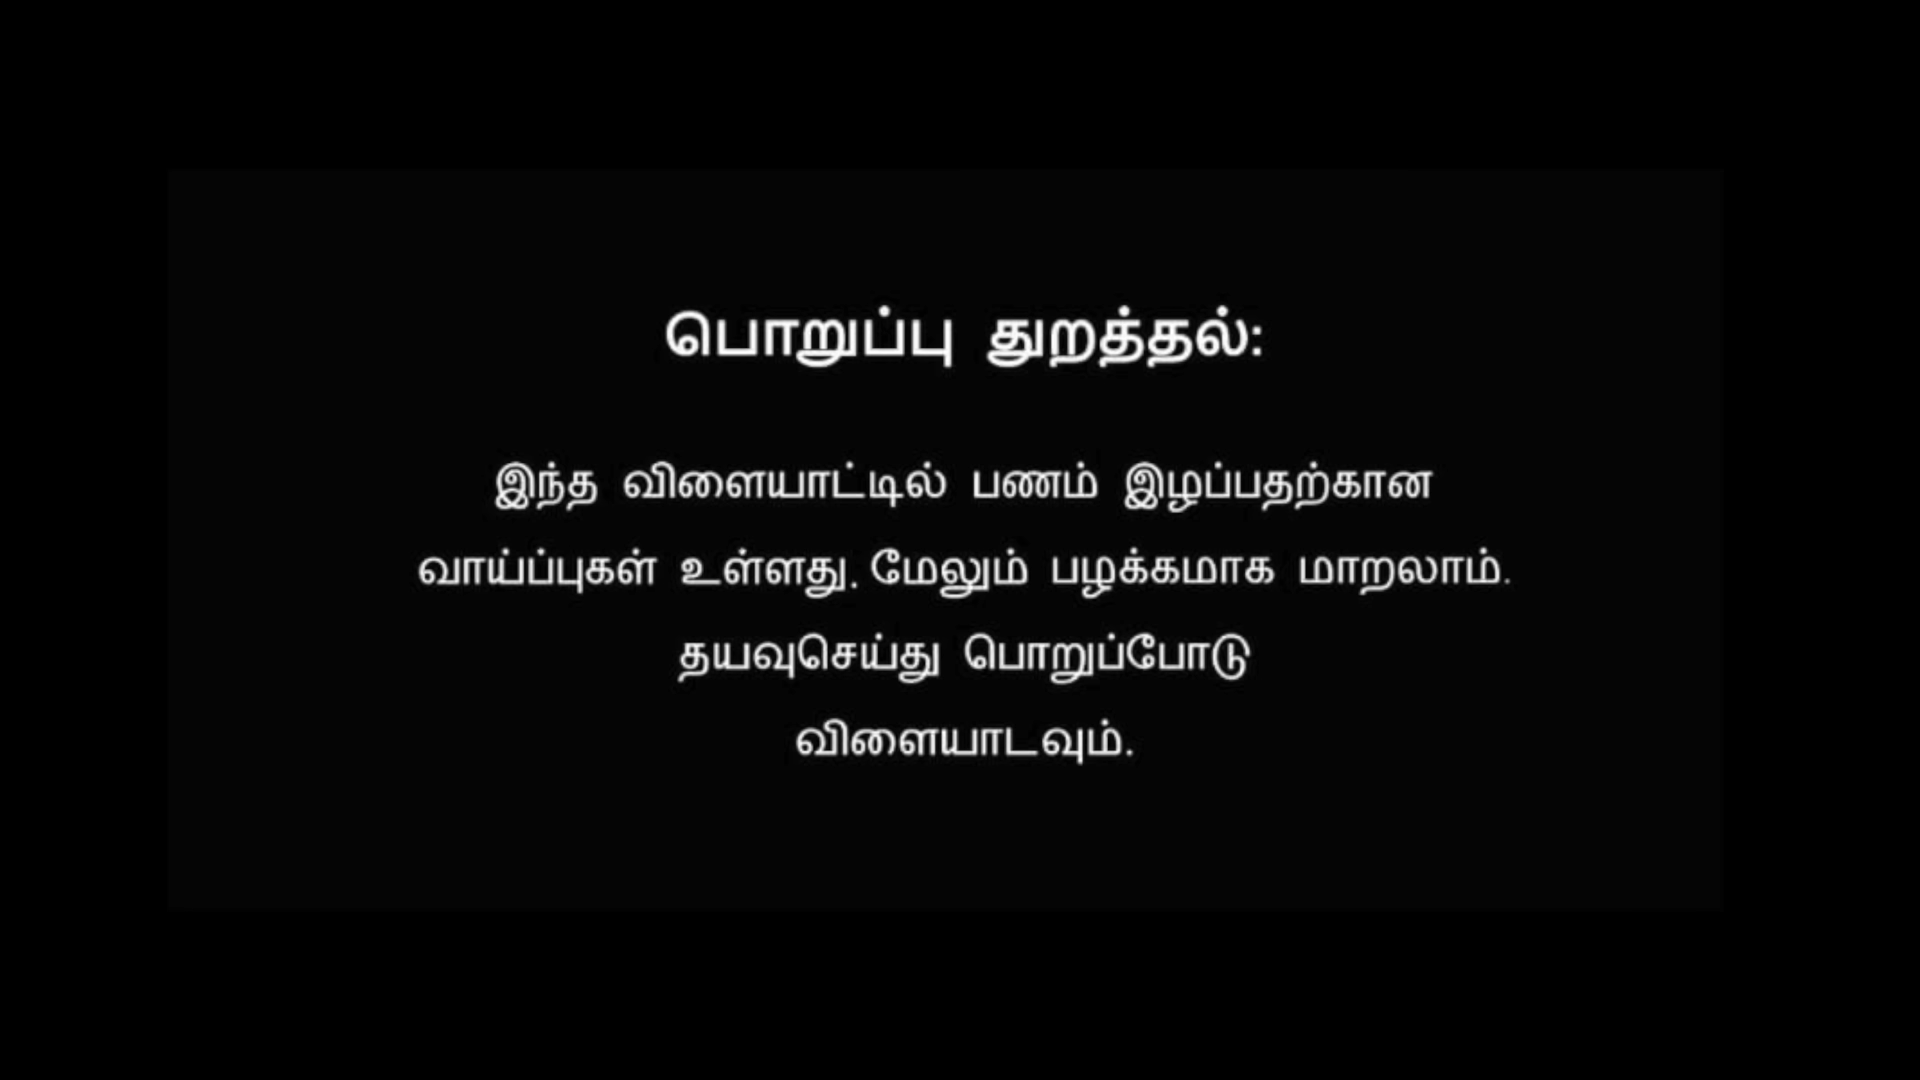 பொறுப்பு துறத்தல்:
இந்த விளையாட்டில் பணம் இழப்பதற்கான
வாய்ப்புகள் உள்ளது. மேலும் பழக்கமாக மாறலாம்.
தயவுசெய்து பொறுப்போடு
விளையாடவும்.